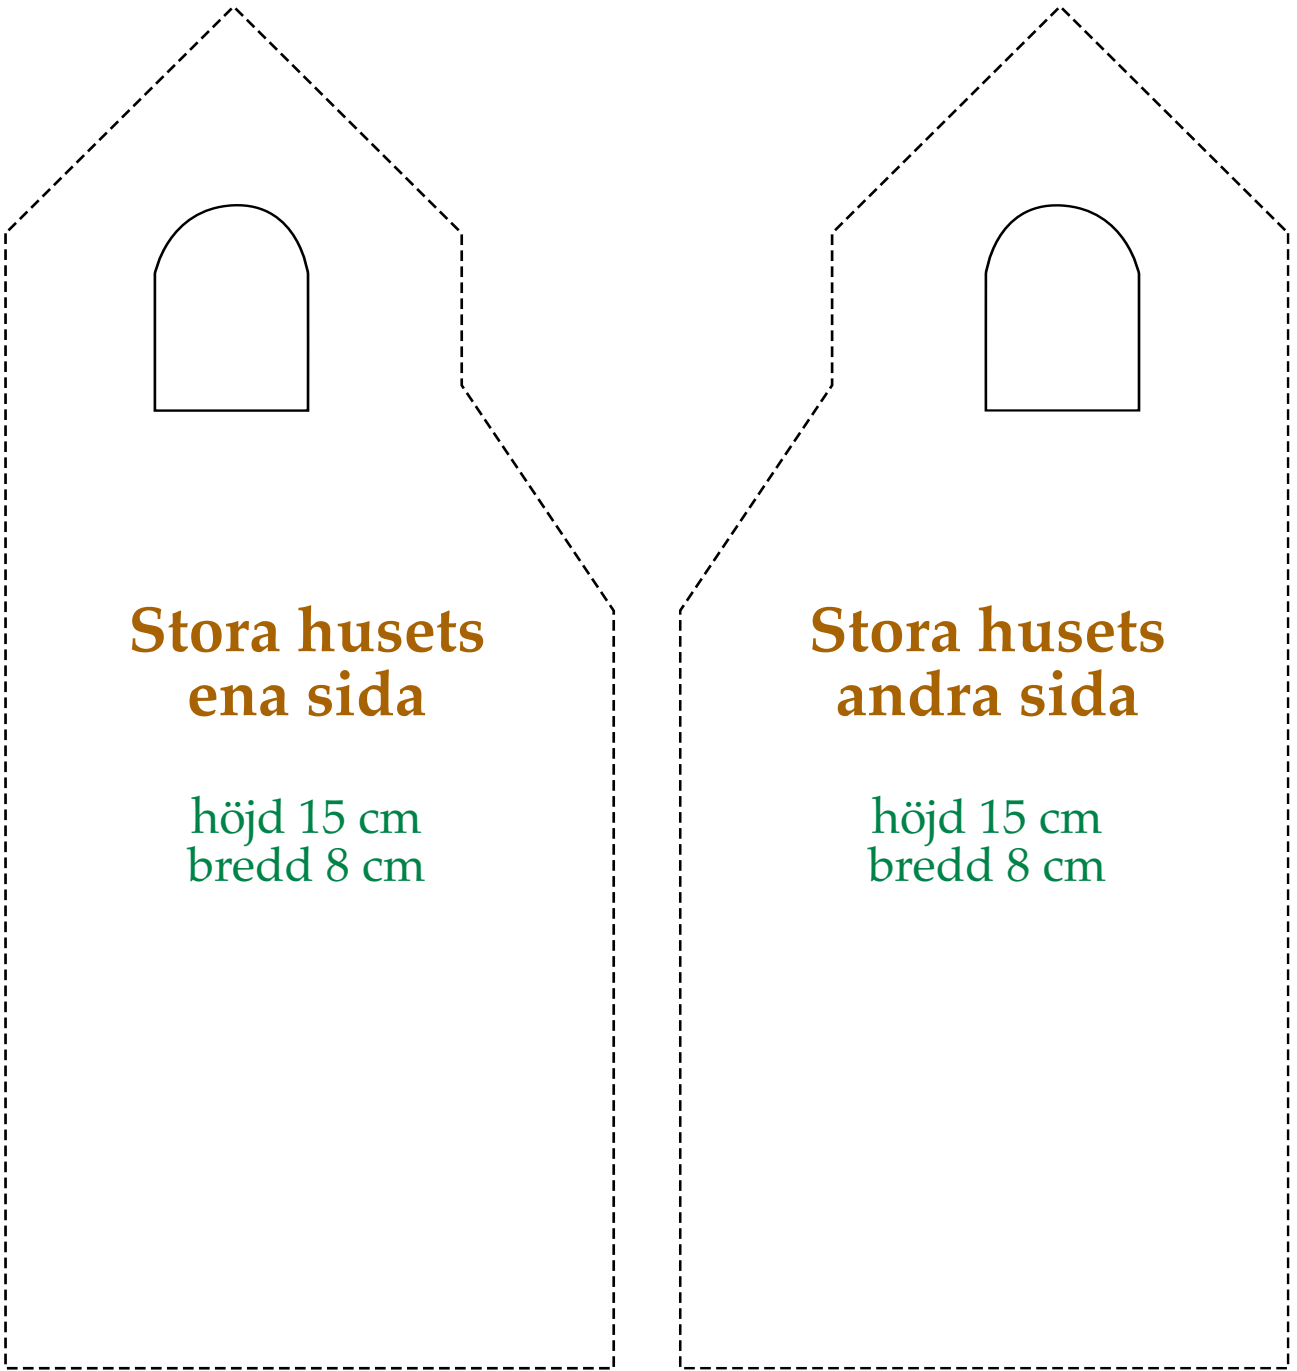 Stora husets
ena sida
höjd 15 cm
bredd 8 cm
Stora husets
andra sida
höjd 15 cm
bredd 8 cm